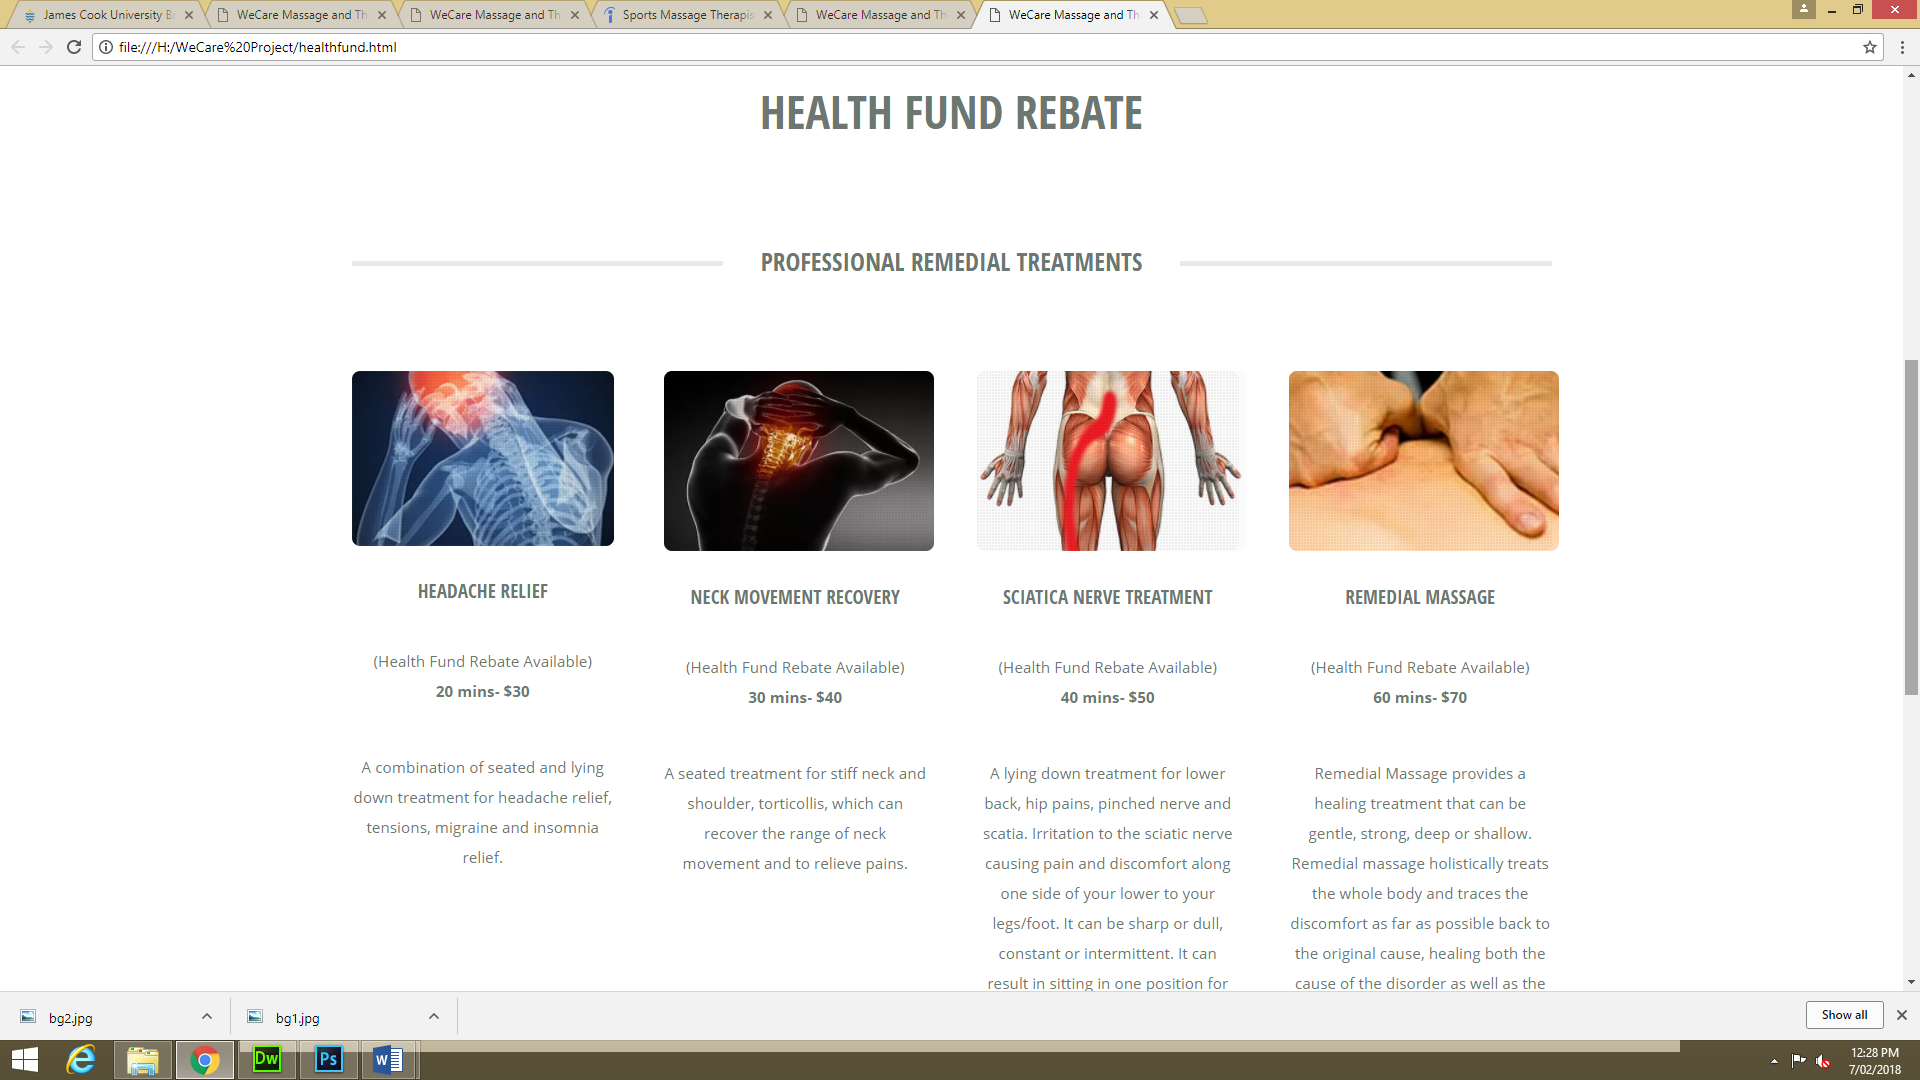 James Cook University B
WeCare Massage and Th
WeCare Massage and Th
Sports Massage Therapis
WeCare Massage and Th
WeCare Massage and Th
file:///H:/WeCare%20Project/healthfund.html
HEALTH FUND REBATE
PROFESSIONAL REMEDIAL TREATMENTS
HEADACHE RELIEF
(Health Fund Rebate Available)
20 mins- $30
A combination of seated and lying
down treatment for headache relief,
tensions, migraine and insomnia
relief.
NECK MOVEMENT RECOVERY
(Health Fund Rebate Available)
30 mins- $40
A seated treatment for stiff neck and
shoulder, torticollis, which can
recover the range of neck
movement and to relieve pains.
SCIATICA NERVE TREATMENT
(Health Fund Rebate Available)
40 mins- $50
A lying down treatment for lower
back, hip pains, pinched nerve and
scatia. Irritation to the sciatic nerve
causing pain and discomfort along
one side of your lower to your
legs/foot. It can be sharp or dull,
constant or intermittent. It can
result in sitting in one position for
REMEDIAL MASSAGE
(Health Fund Rebate Available)
60 mins- $70
Remedial Massage provides a
healing treatment that can be
gentle, strong, deep or shallow.
Remedial massage holistically treats
the whole body and traces the
discomfort as far as possible back to
the original cause, healing both the
cause of the disorder as well as the
bg2.jpg
bg1.jpg
Show all
Dw
Ps
W
12:28 PM
7/02/2018